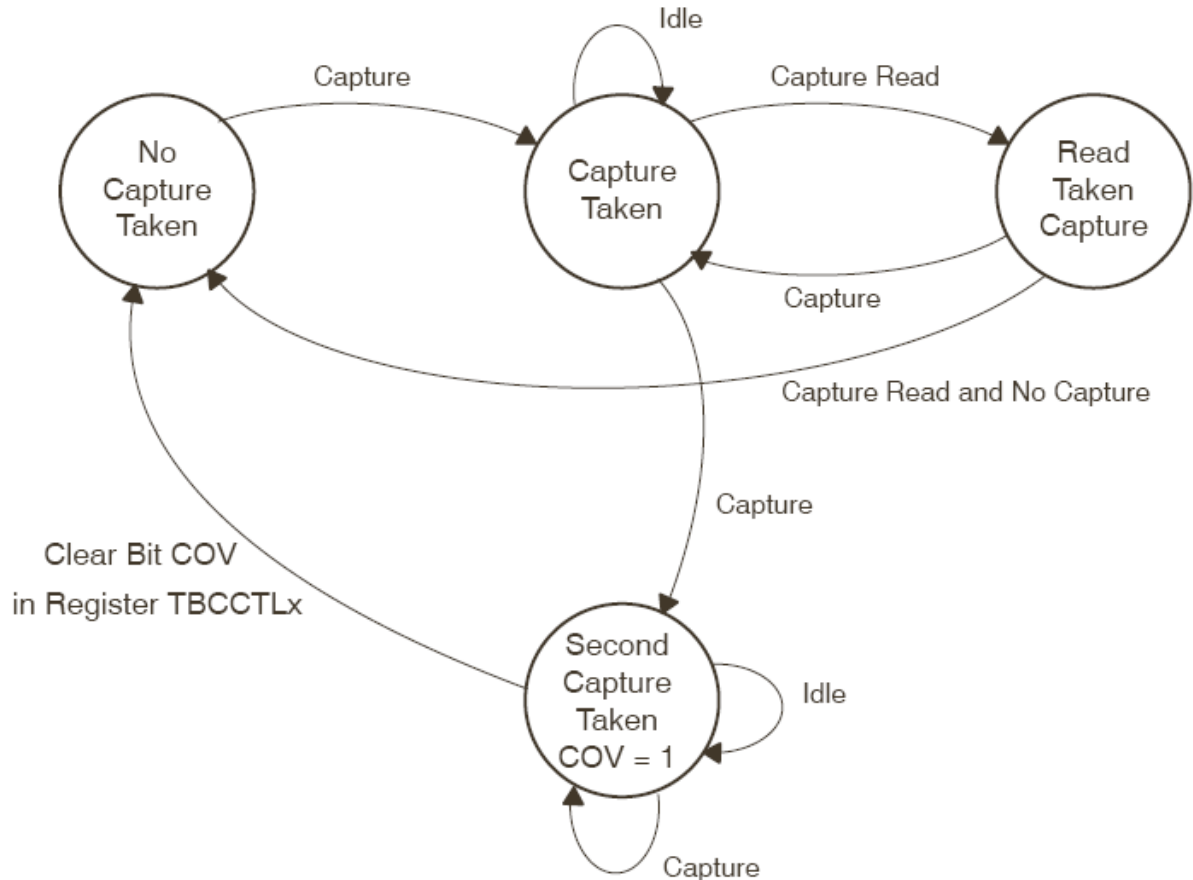 Idle
Capture
Capture Read
No
Capture
Taken
Capture
Taken
Read
Taken
Capture
Capture
Capture Read and No Capture
Capture
Clear Bit COV
in Register TBCCTLx
Second
Capture
Taken
COV = 1
Idle
Capture